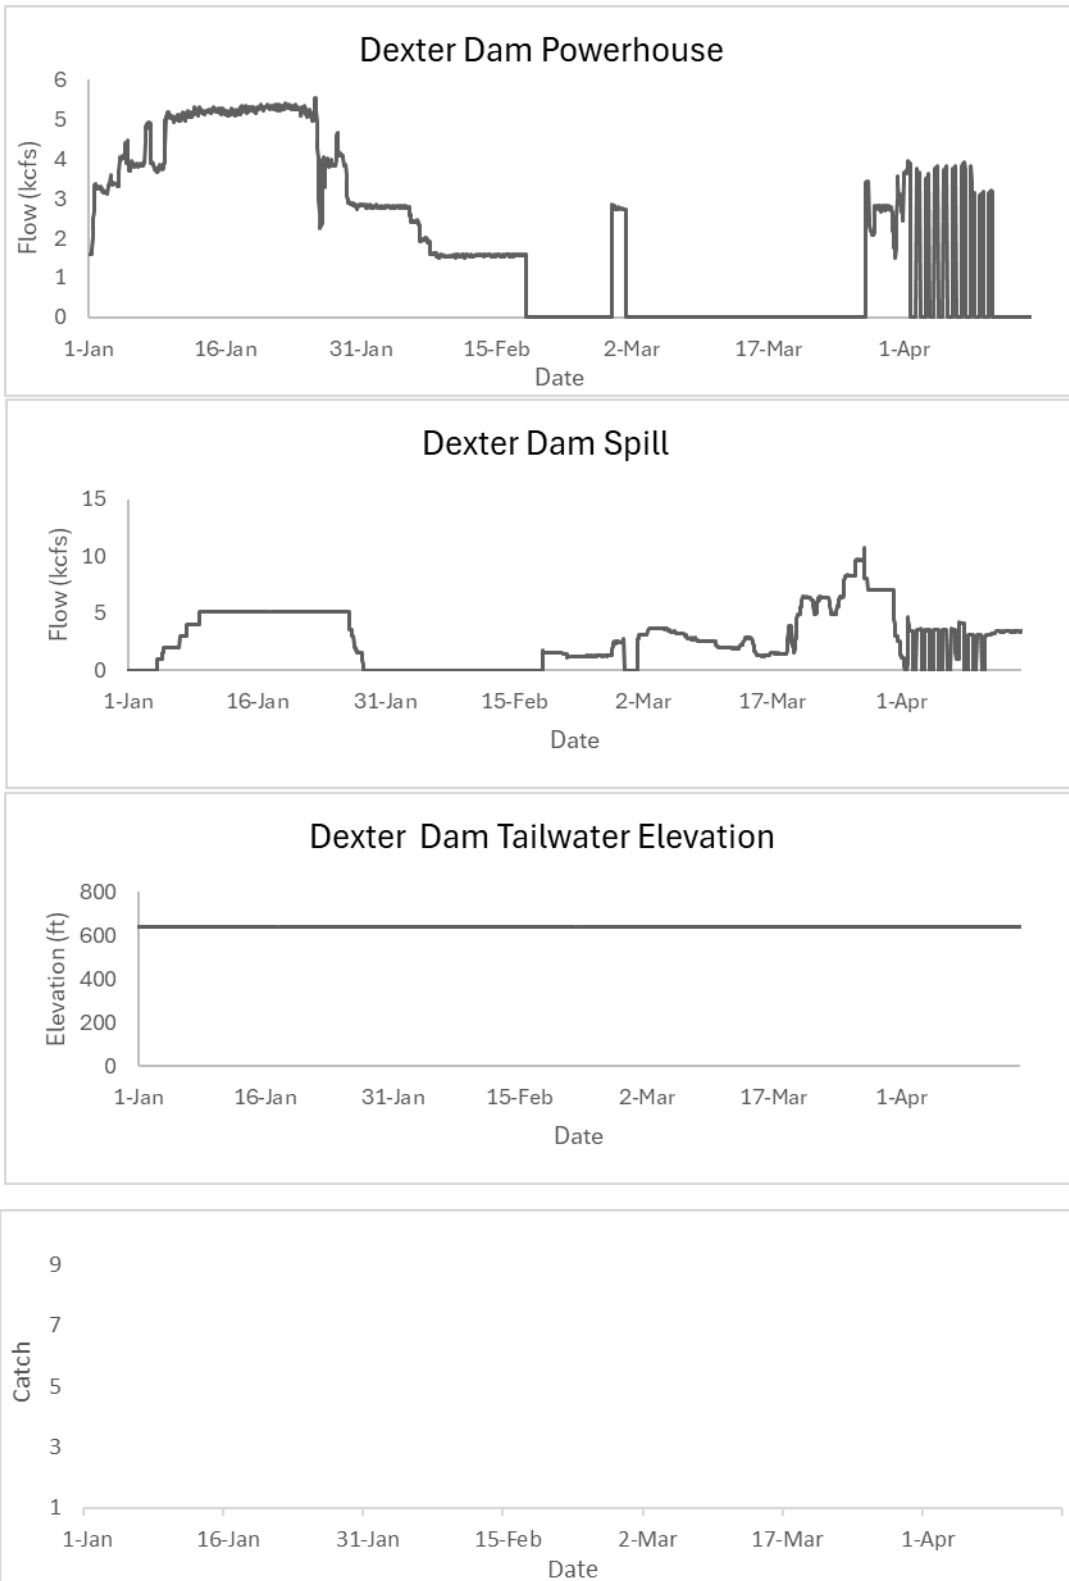 Dexter Dam Powerhouse
6
5
4
3
2
1
0
Flow (kcfs)
1-Jan 16-Jan 31-Jan 15-Feb 2-Mar 17-Mar 1-Apr
Date
Dexter Dam Spill
15
10
5
0
Flow (kcfs)
1-Jan 16-Jan 31-Jan 15-Feb 2-Mar 17-Mar 1-Apr
Date
Dexter  Dam Tailwater Elevation
800
600
400
200
0
Elevation (ft)
1-Jan 16-Jan 31-Jan 15-Feb 2-Mar 17-Mar 1-Apr
Date
9
7
5
3
1
Catch
1-Jan 16-Jan 31-Jan 15-Feb 2-Mar 17-Mar 1-Apr
Date